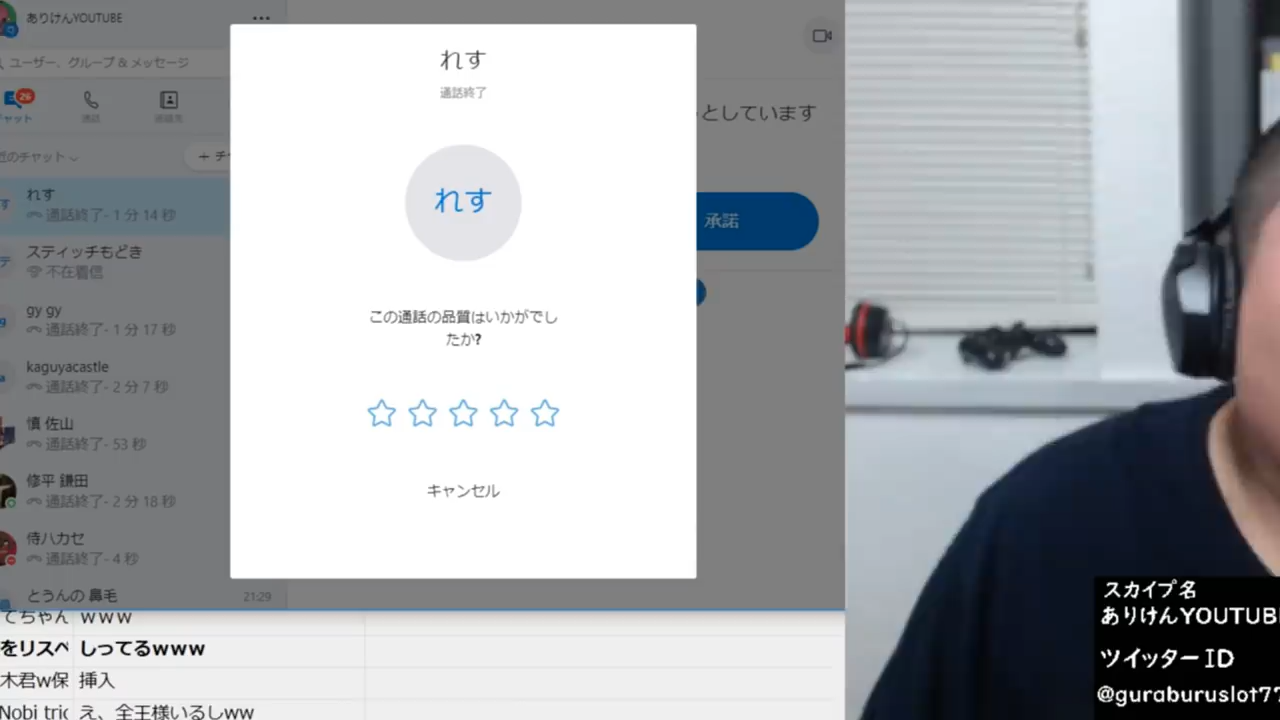 ありけんYOUTUBE
ユーザー、グループ & メッセージ
26
チャット
通話
連絡先
近のチャット
+ チャ
れす
通話終了 - 1 分 14 秒
スティッチもどき
不在着信
gy gy
通話終了 - 1 分 17 秒
kaguyacastle
通話終了 - 2 分 7 秒
慎 佐山
通話終了 - 53 秒
修平 鎌田
通話終了 - 2 分 18 秒
侍ハカセ
通話終了 - 4 秒
とうんの 鼻毛
21:29
れす
通話終了
れす
この通話の品質はいかがでし
たか?
キャンセル
としています
承諾
てちゃん www
をリスペ しってるwww
木君w保 挿入
Nobi tric え、全王様いるしww
スカイプ名
ありけんYOUTUBE
ツイッターID
@guraburuslot77